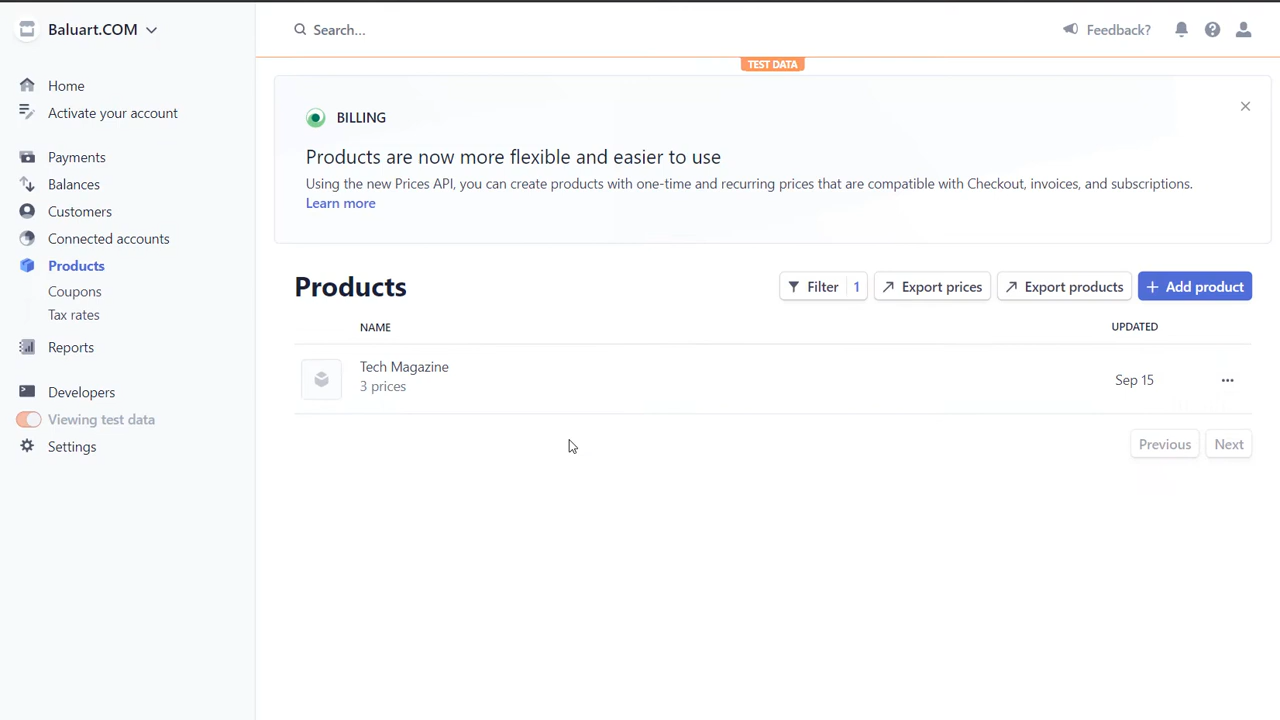 Baluart.COM
Search...
Feedback?
TEST DATA
Home
Activate your account
Payments
Balances
Customers
Connected accounts
Products
Coupons
Tax rates
Reports
Developers
Viewing test data
Settings
BILLING
Products are now more flexible and easier to use
Using the new Prices API, you can create products with one-time and recurring prices that are compatible with Checkout, invoices, and subscriptions.
Learn more
Products
Filter 1
Export prices
Export products
+ Add product
NAME UPDATED
Tech Magazine
3 prices
Sep 15
Previous Next